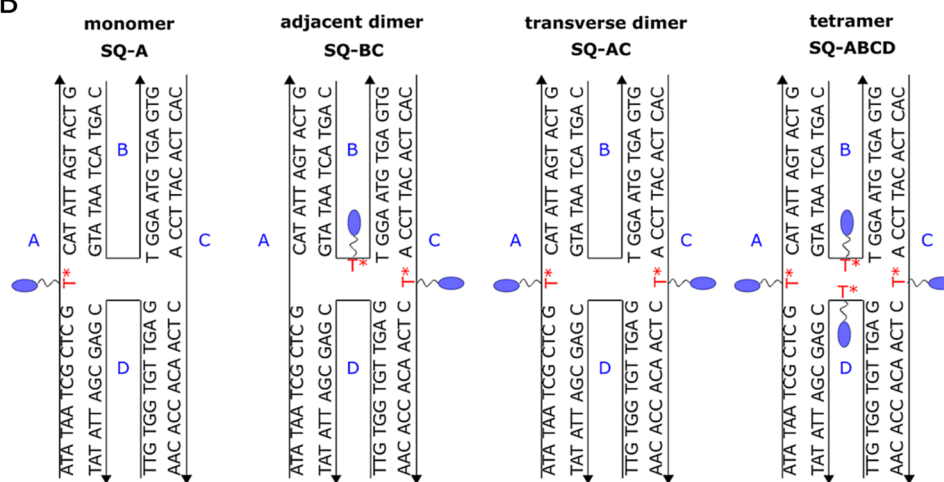 monomer
SQ-A
CAT ATT AGT ACT G
GTA TAA TCA TGA C
T GGA ATG TGA GTG
A CCT TAC ACT CAC
B
A
C
T*
D
ATA TAA TCG CTC G
TAT ATT AGC GAG C
TTG TGG TGT TGA G
AAC ACC ACA ACT C
adjacent dimer
SQ-BC
CAT ATT AGT ACT G
GTA TAA TCA TGA C
T GGA ATG TGA GTG
A CCT TAC ACT CAC
B
A
C
T*
T*
D
ATA TAA TCG CTC G
TAT ATT AGC GAG C
TTG TGG TGT TGA G
AAC ACC ACA ACT C
transverse dimer
SQ-AC
CAT ATT AGT ACT G
GTA TAA TCA TGA C
T GGA ATG TGA GTG
A CCT TAC ACT CAC
B
A
C
T*
T*
D
ATA TAA TCG CTC G
TAT ATT AGC GAG C
TTG TGG TGT TGA G
AAC ACC ACA ACT C
tetramer
SQ-ABCD
CAT ATT AGT ACT G
GTA TAA TCA TGA C
T GGA ATG TGA GTG
A CCT TAC ACT CAC
B
A
C
T*
T*
T*
T*
D
ATA TAA TCG CTC G
TAT ATT AGC GAG C
TTG TGG TGT TGA G
AAC ACC ACA ACT C